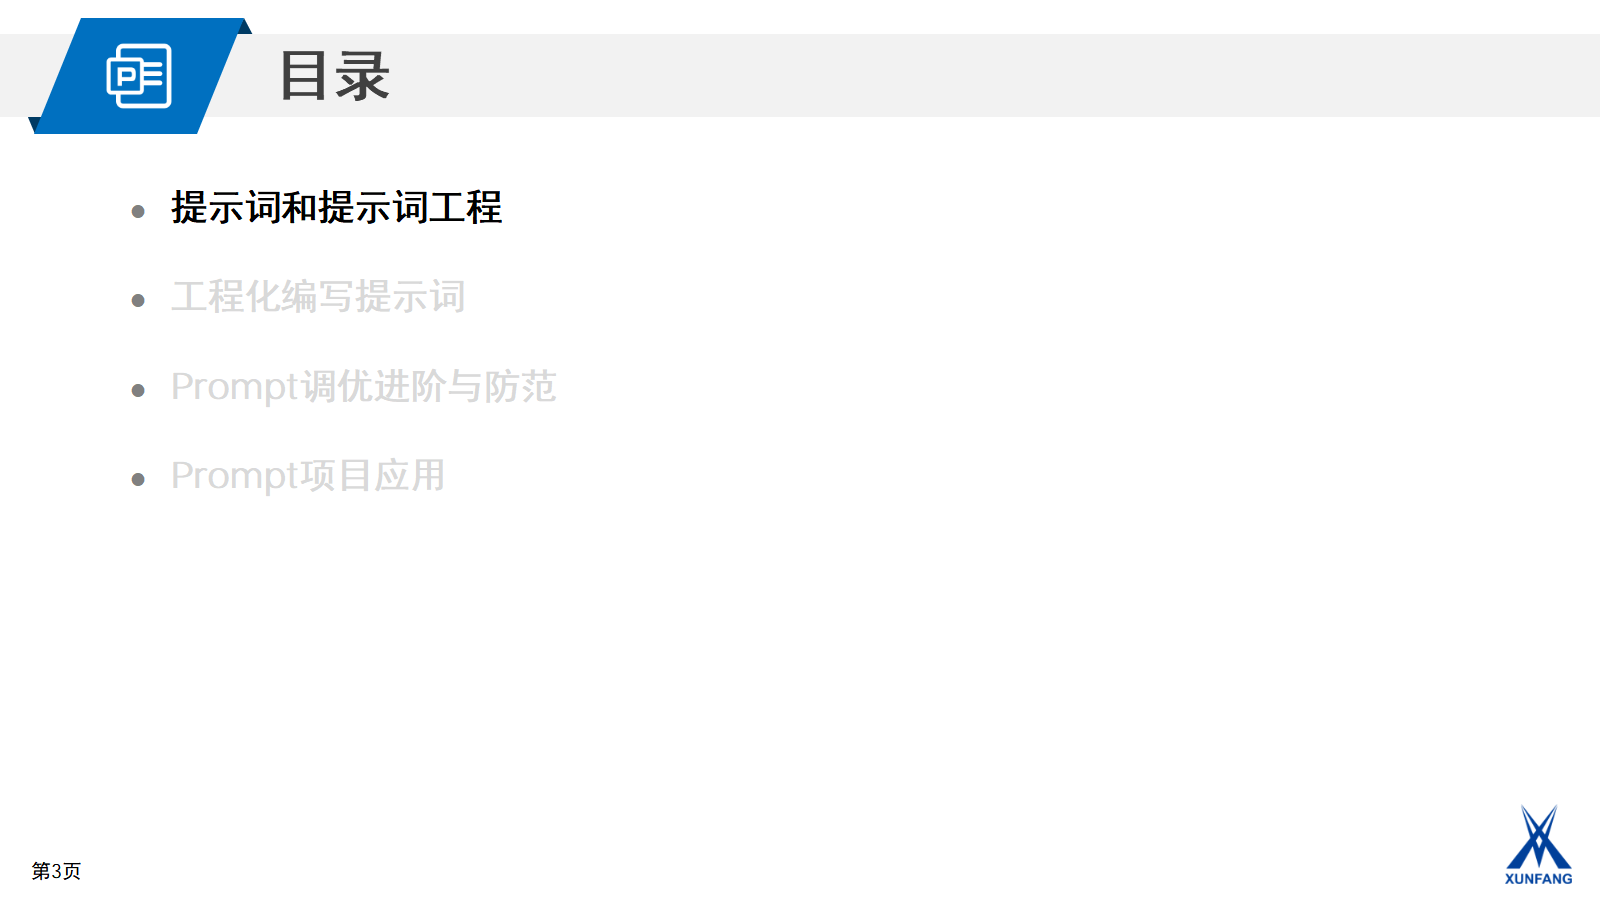 目录
提示词和提示词工程
工程化编写提示词
Prompt调优进阶与防范
Prompt项目应用
第3页
XUNFANG